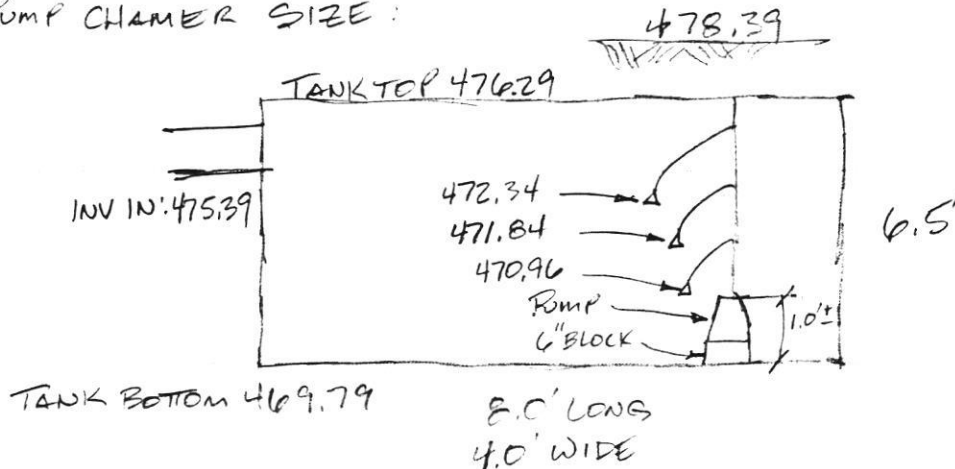 PUMP CHAMER SIZE:
478.39
TANK TOP 476.29
INV IN: 475.39
472.34
471.84
470.96
6.5'
PUMP
6" BLOCK
1.0'±
TANK BOTTOM 469.79
8.0' LONG
4.0' WIDE